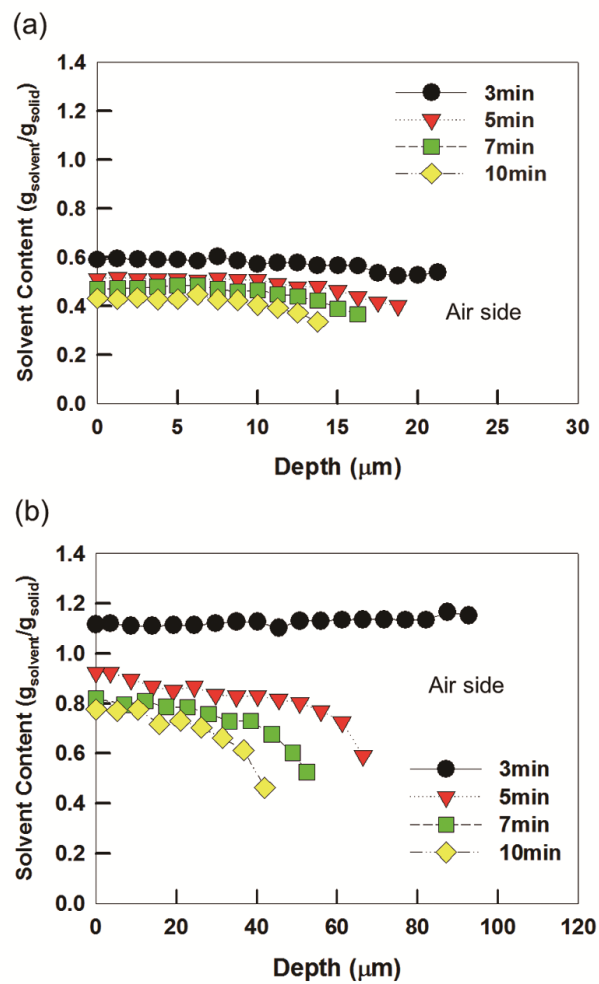 (a)
1.4
1.2
1.0
0.8
0.6
0.4
0.2
0.0
Solvent Content (gsolvent/gsolid)
3min
5min
7min
10min
Air side
0 5 10 15 20 25 30
Depth (μm)
(b)
1.4
1.2
1.0
0.8
0.6
0.4
0.2
0.0
Solvent Content (gsolvent/gsolid)
Air side
3min
5min
7min
10min
0 20 40 60 80 100 120
Depth (μm)